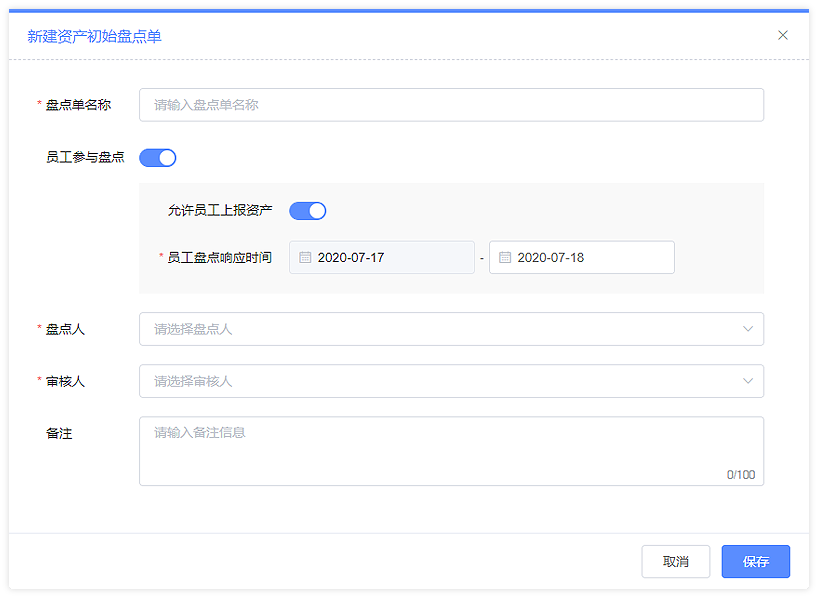 新建资产初始盘点单
* 盘点单名称 请输入盘点单名称
员工参与盘点
允许员工上报资产
* 员工盘点响应时间 2020-07-17 - 2020-07-18
* 盘点人 请选择盘点人
* 审核人 请选择审核人
备注 请输入备注信息
0/100
取消 保存